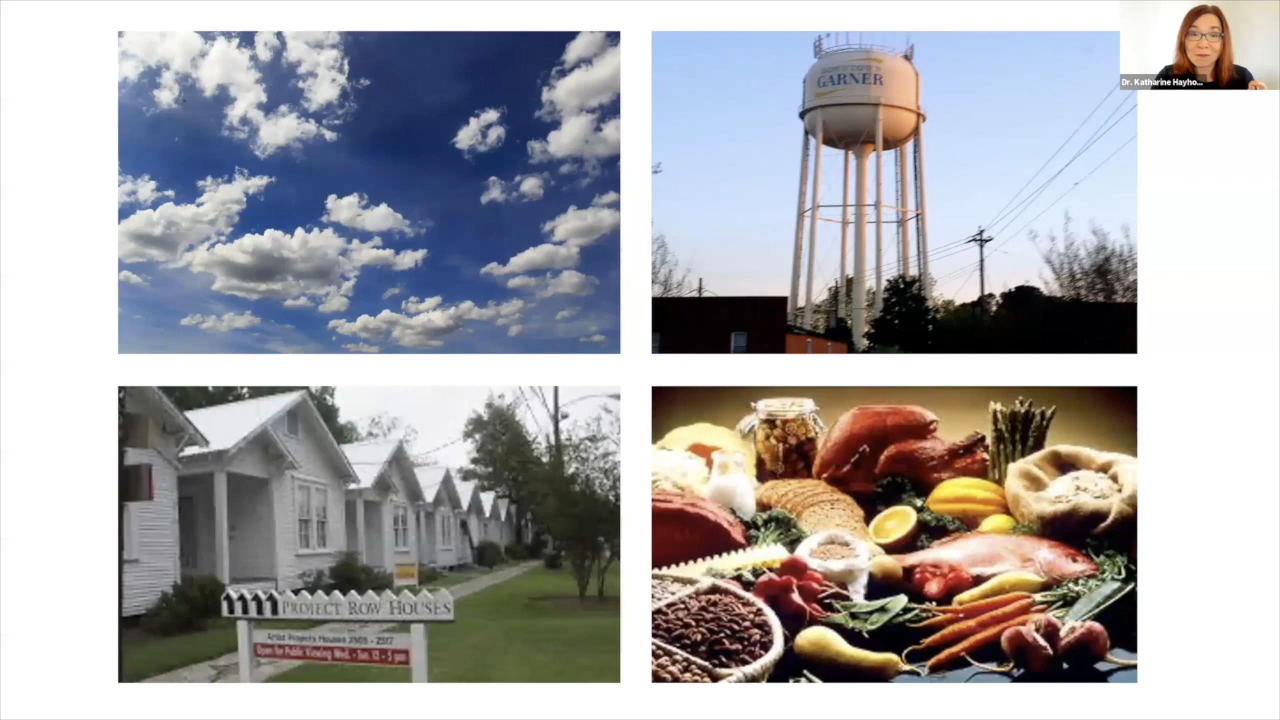 GARNER
Dr. Katharine Hayho...
PROJECT ROW HOUSES
Artist Projects Houses 2505 - 2517
Open for Public Viewing Wed. - Sun 12 - 5 pm